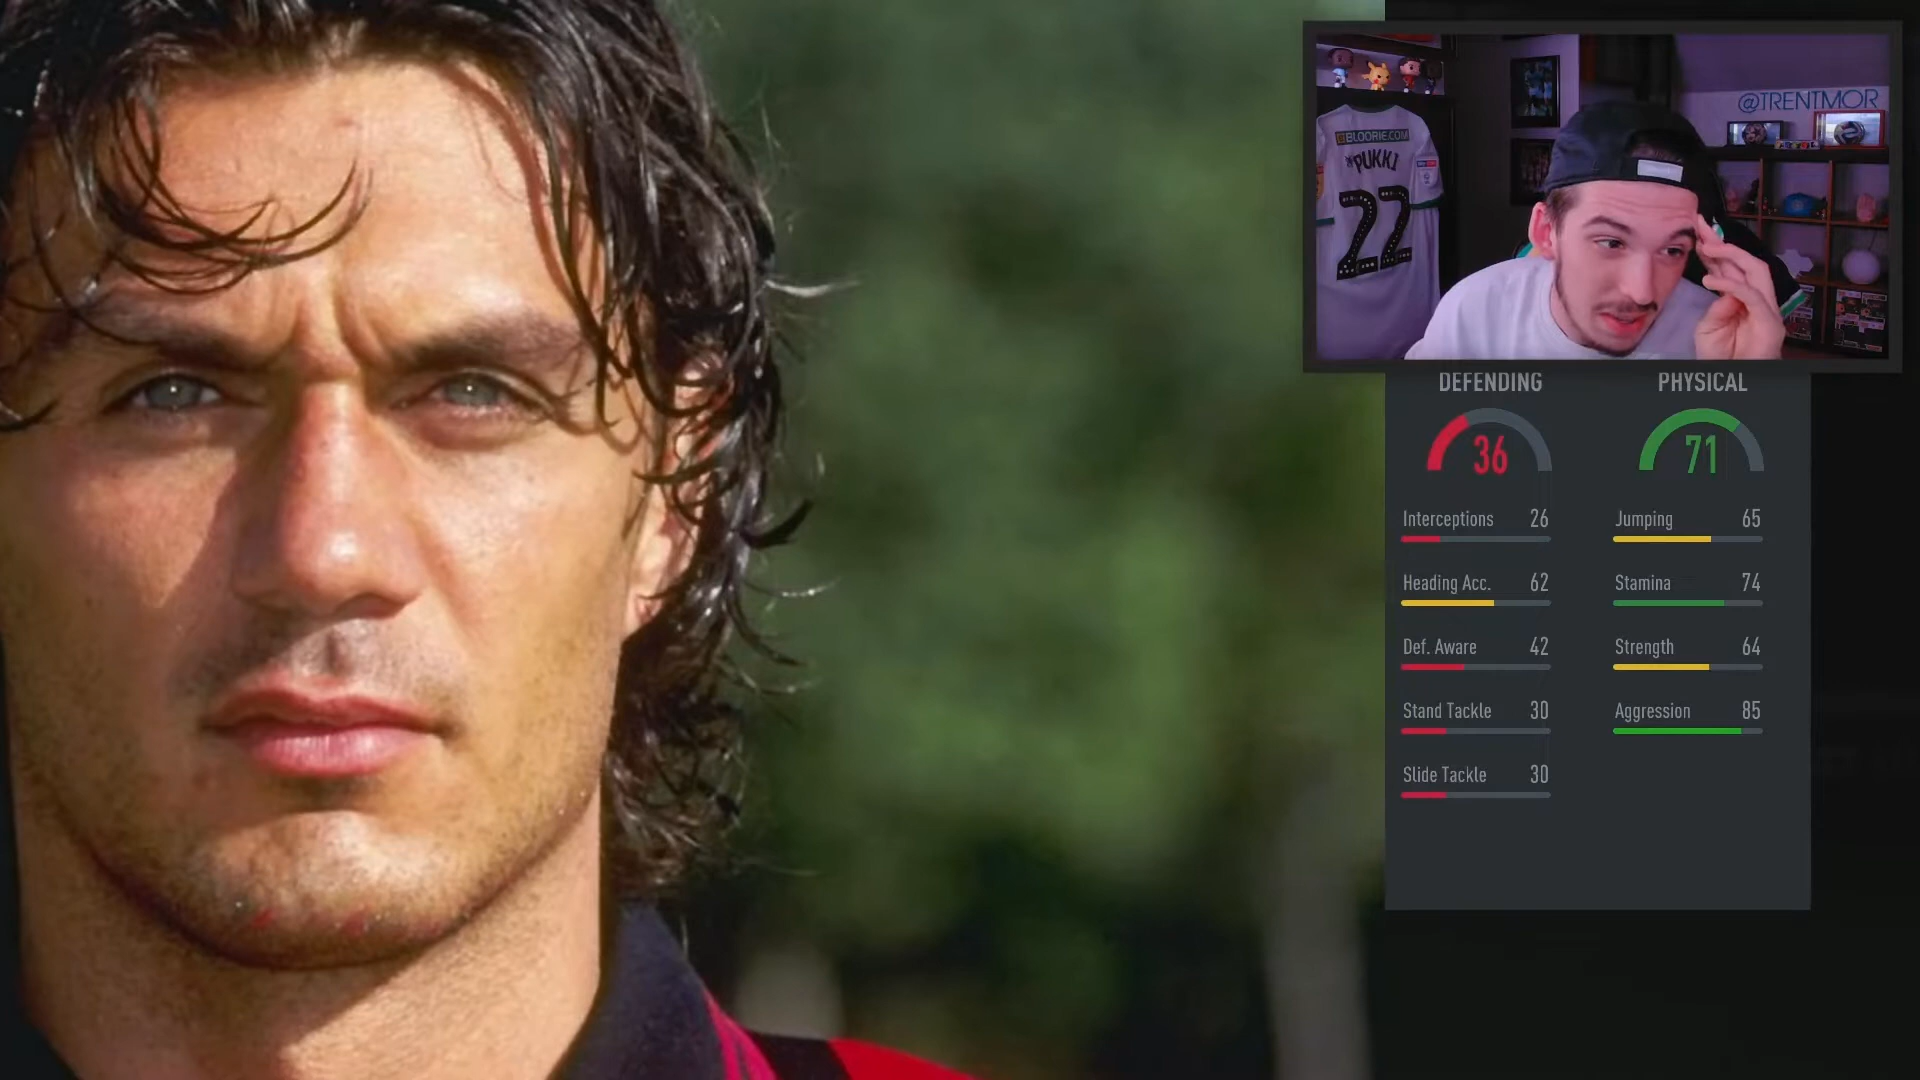 @TRENTMOR
BLOORIE.COM
PUKKI
22
DEFENDING
36
Interceptions 26
Heading Acc. 62
Def. Aware 42
Stand Tackle 30
Slide Tackle 30
PHYSICAL
71
Jumping 65
Stamina 74
Strength 64
Aggression 85